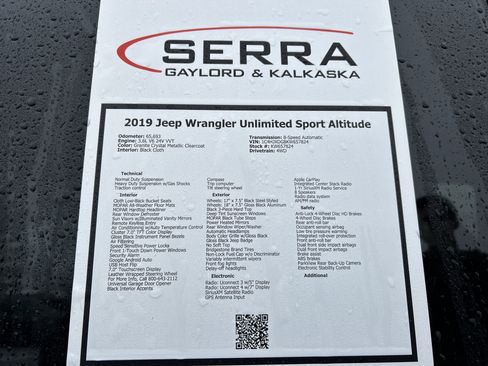 SERRA
GAYLORD & KALKASKA
2019 Jeep Wrangler Unlimited Sport Altitude
Odometer: 65,693
Engine: 3.6L V6 24V VVT
Color: Granite Crystal Metallic Clearcoat
Interior: Black Cloth
Transmission: 8-Speed Automatic
VIN: 1C4HJXDG8KW657824
Stock #: KW657824
Drivetrain: 4WD
Technical
Normal Duty Suspension
Heavy Duty Suspension w/Gas Shocks
Traction control
Interior
Cloth Low-Back Bucket Seats
MOPAR All-Weather Floor Mats
MOPAR Hardtop Headliner
Rear Window Defroster
Sun Visors w/Illuminated Vanity Mirrors
Remote Keyless Entry
Air Conditioning w/Auto Temperature Control
Cluster 7.0" TFT Color Display
Gloss Black Instrument Panel Bezels
Air Filtering
Speed Sensitive Power Locks
Front 1-Touch Down Power Windows
Security Alarm
Google Android Auto
USB Host Flip
7.0" Touchscreen Display
Leather Wrapped Steering Wheel
For More Info, Call 800-643-2112
Universal Garage Door Opener
Black Interior Accents
Compass
Trip computer
Tilt steering wheel
Exterior
Wheels: 17" x 7.5" Black Steel Styled
Wheels: 18" x 7.5" Gloss Black Aluminum
Black 3-Piece Hard Top
Deep Tint Sunscreen Windows
MOPAR Black Tube Steps
Power Heated Mirrors
Rear Window Wiper/Washer
Automatic Headlamps
Body Color Grille w/Gloss Black
Gloss Black Jeep Badge
No Soft Top
Bridgestone Brand Tires
Non-Lock Fuel Cap w/o Discriminator
Variable intermittent wipers
Front fog lights
Delay-off headlights
Electronic
Radio: Uconnect 3 w/5" Display
Radio: Uconnect 4 w/7" Display
SiriusXM Satellite Radio
GPS Antenna Input
Apple CarPlay
Integrated Center Stack Radio
1-Yr SiriusXM Radio Service
8 Speakers
Radio data system
AM/FM radio
Safety
Anti-Lock 4-Wheel Disc HD Brakes
4-Wheel Disc Brakes
Rear anti-roll bar
Occupant sensing airbag
Low tire pressure warning
Integrated roll-over protection
Front anti-roll bar
Dual front side impact airbags
Dual front impact airbags
Brake assist
ABS brakes
ParkView Rear Back-Up Camera
Electronic Stability Control
Additional